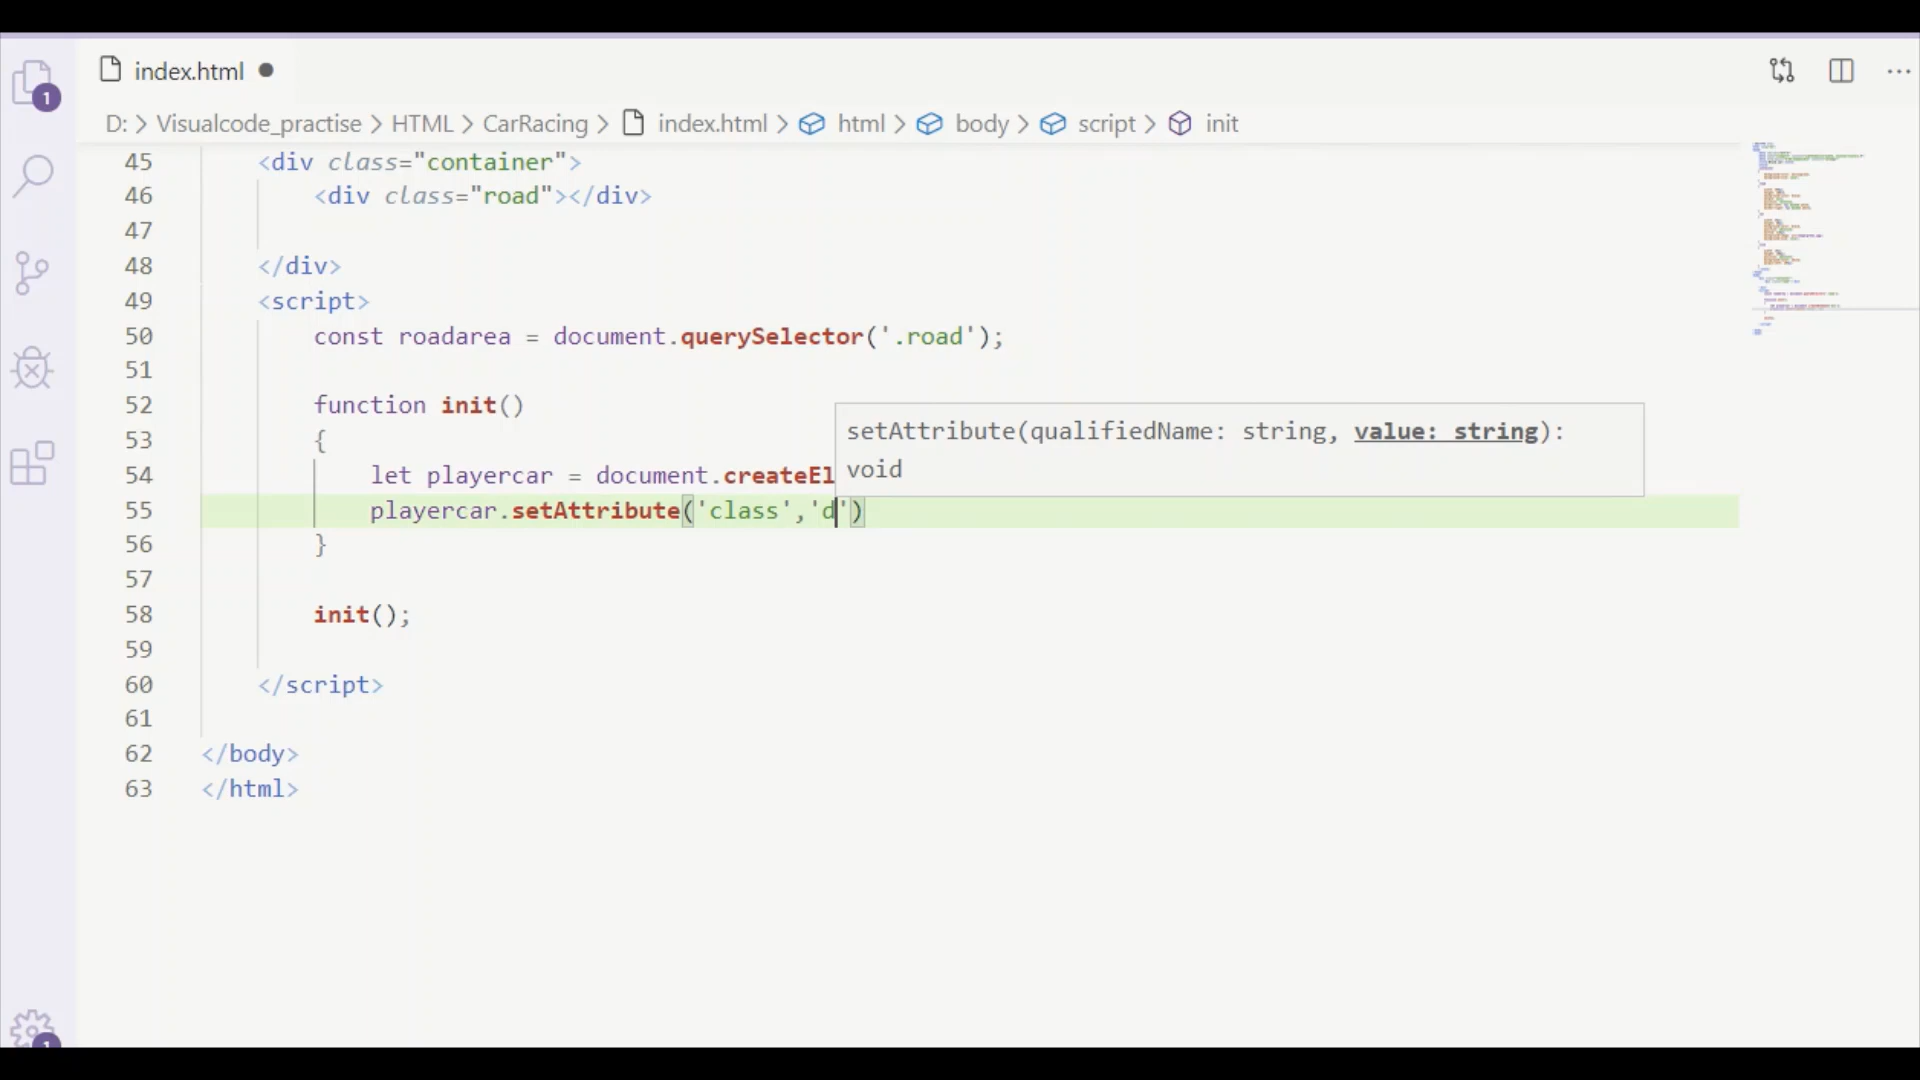 index.html
D: > Visualcode_practise > HTML > CarRacing > index.html > html > body > script > init
1
45 <div class="container">
46 <div class="road"></div>
47
48 </div>
49 <script>
50 const roadarea = document.querySelector('.road');
51
52 function init()
53 {
setAttribute(qualifiedName: string, value: string):
void
54 let playercar = document.createEl
55 playercar.setAttribute('class','d')
56 }
57
58 init();
59
60 </script>
61
62 </body>
63 </html>